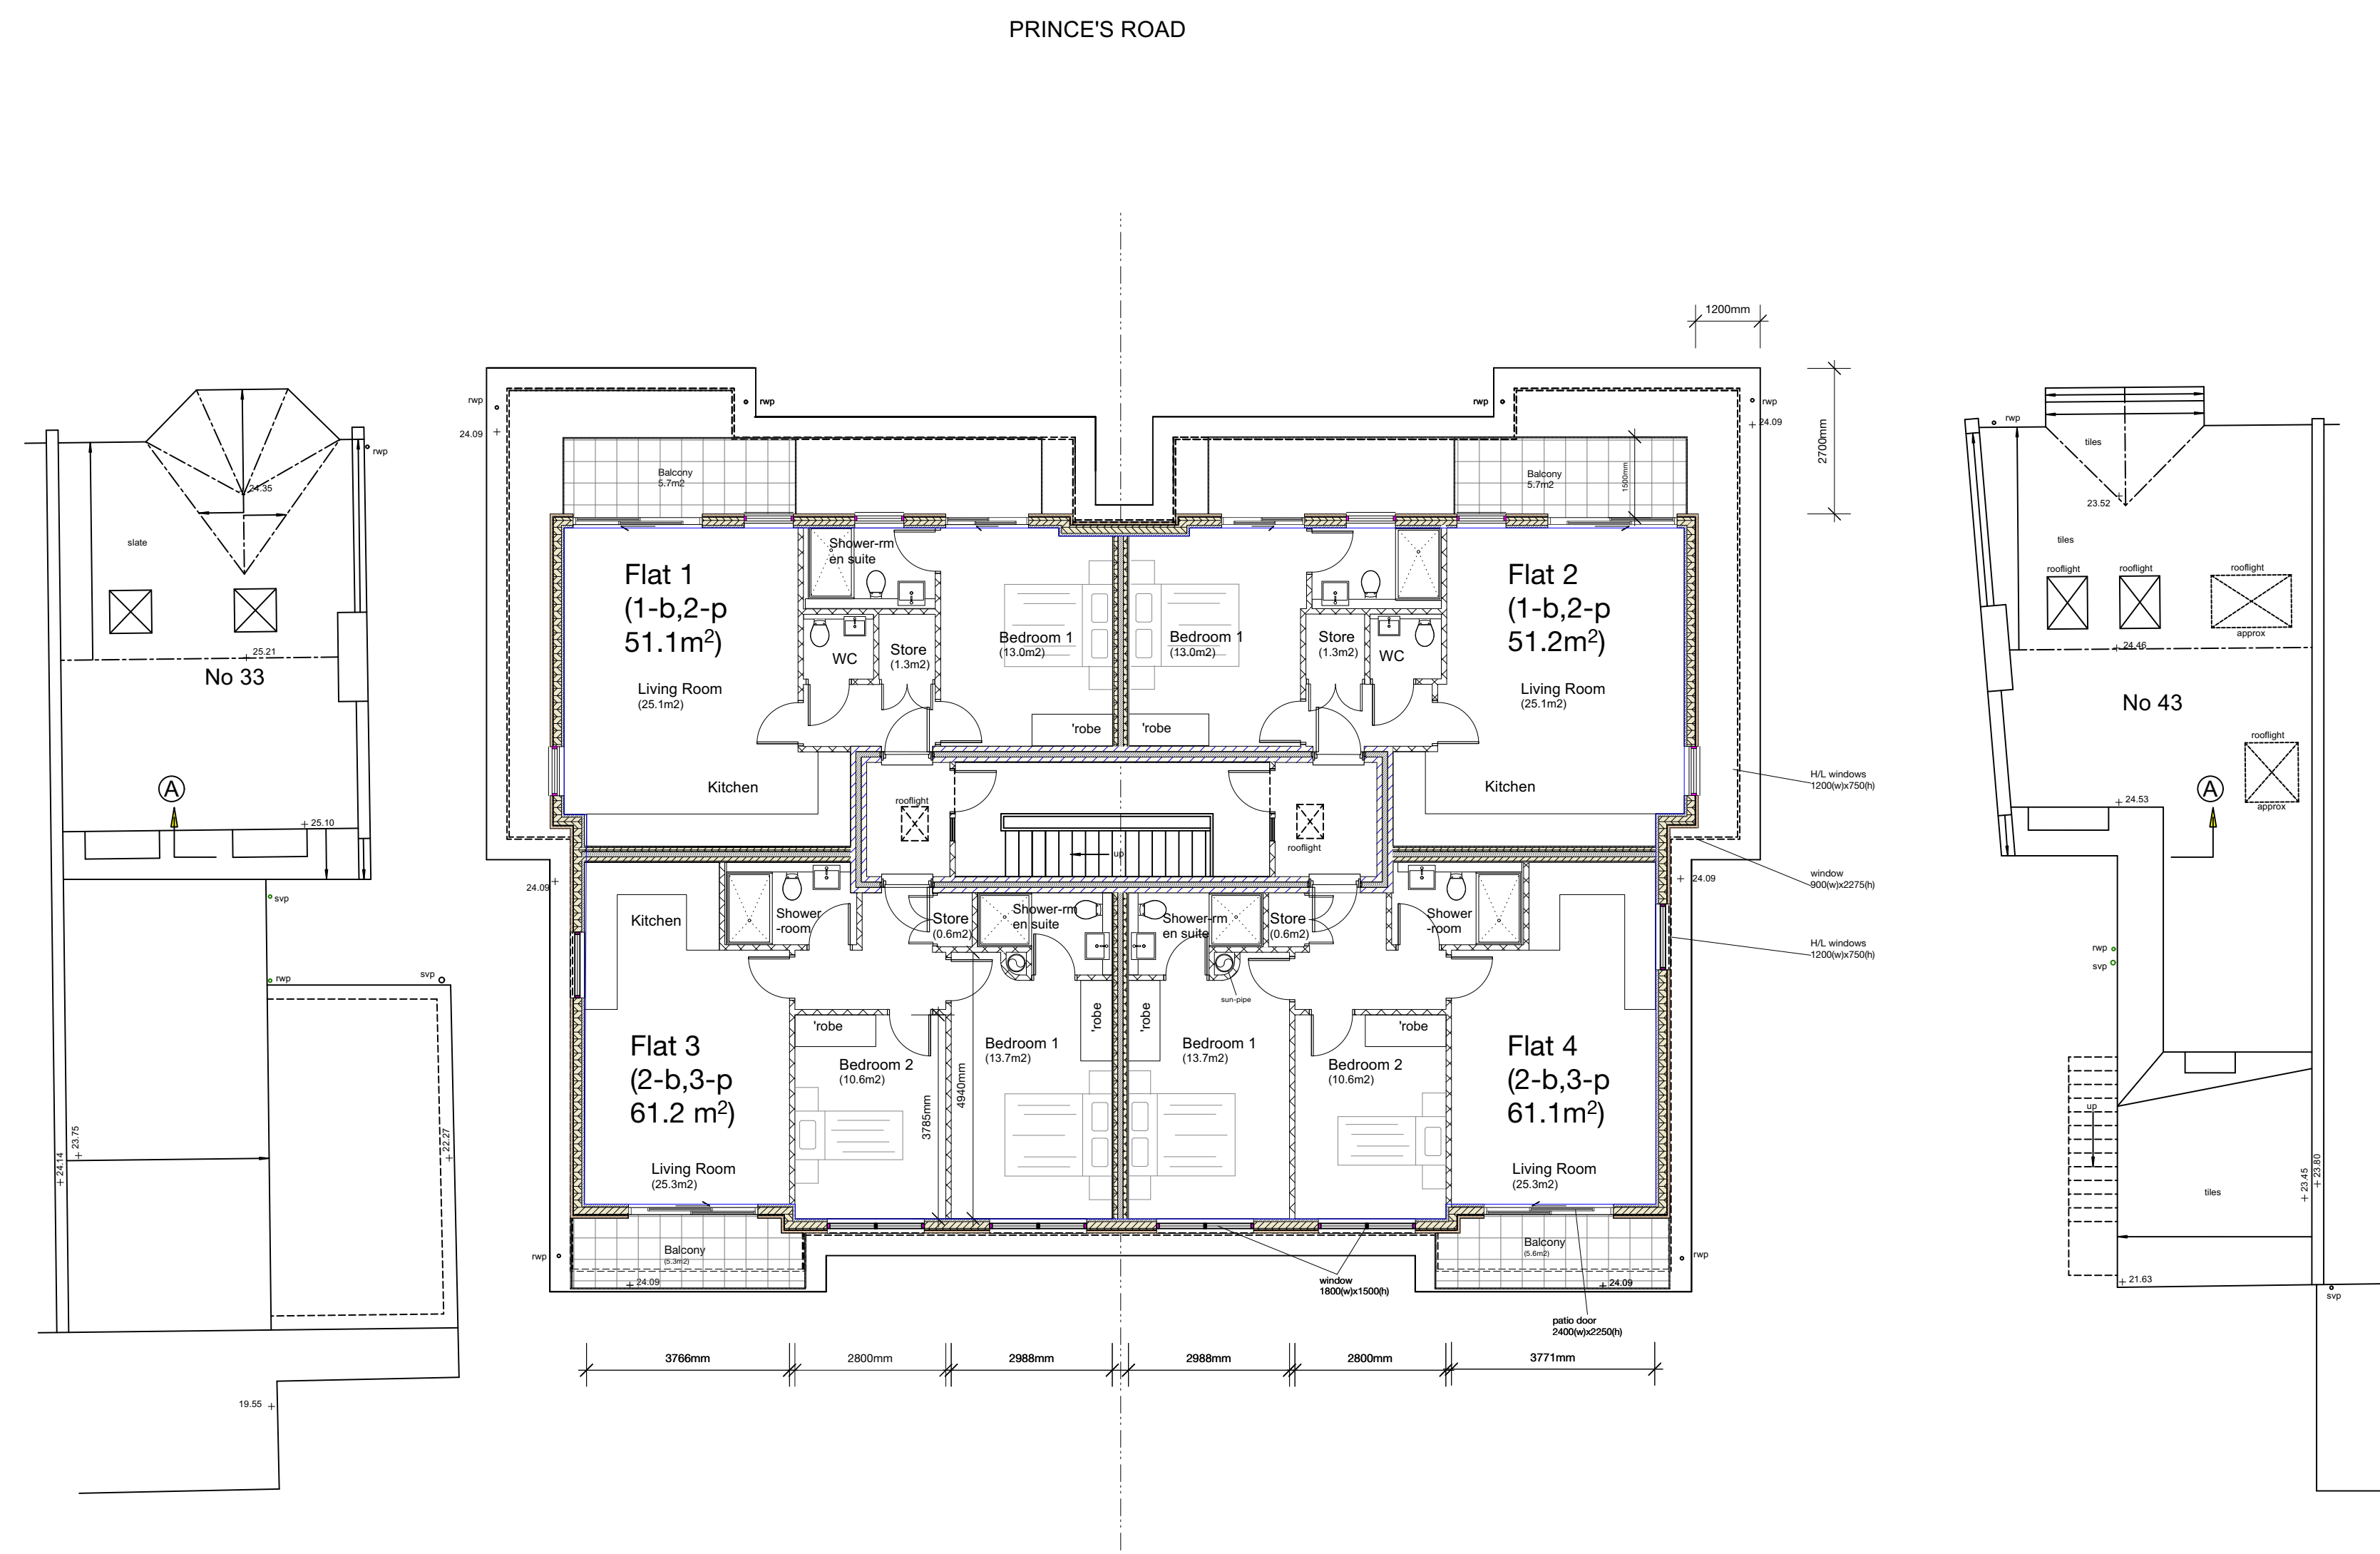 PRINCE'S ROAD
1200mm
2700mm
rwp
24.09
rwp
rwp
rwp
24.09
Balcony
5.7m2
Balcony
5.7m2
1500mm
Shower-rm
en suite
Flat 1
(1-b,2-p
51.1m²)
Living Room
(25.1m2)
WC
Store
(1.3m2)
Bedroom 1
(13.0m2)
'robe
Kitchen
Bedroom 1
(13.0m2)
'robe
Store
(1.3m2)
WC
Flat 2
(1-b,2-p
51.2m²)
Living Room
(25.1m2)
Kitchen
rooflight
up
rooflight
H/L windows
1200(w)x750(h)
window
900(w)x2275(h)
H/L windows
1200(w)x750(h)
24.09
24.09
Kitchen
Shower
-room
Store
(0.6m2)
Shower-rm
en suite
Shower-rm
en suite
Store
(0.6m2)
Shower
-room
sun-pipe
'robe
'robe
'robe
'robe
Flat 3
(2-b,3-p
61.2 m²)
Living Room
(25.3m2)
Bedroom 2
(10.6m2)
3785mm
4940mm
Bedroom 1
(13.7m2)
Bedroom 1
(13.7m2)
Bedroom 2
(10.6m2)
Flat 4
(2-b,3-p
61.1m²)
Living Room
(25.3m2)
rwp
Balcony
(5.3m2)
24.09
Balcony
(5.6m2)
24.09
rwp
window
1800(w)x1500(h)
patio door
2400(w)x2250(h)
3766mm
2800mm
2988mm
2988mm
2800mm
3771mm
rwp
24.35
slate
25.21
No 33
A
25.10
svp
rwp
svp
23.75
24.14
22.27
19.55
rwp
tiles
23.52
tiles
rooflight
rooflight
rooflight
approx
24.46
No 43
rooflight
approx
A
24.53
rwp
svp
up
23.45
23.80
tiles
21.63
svp